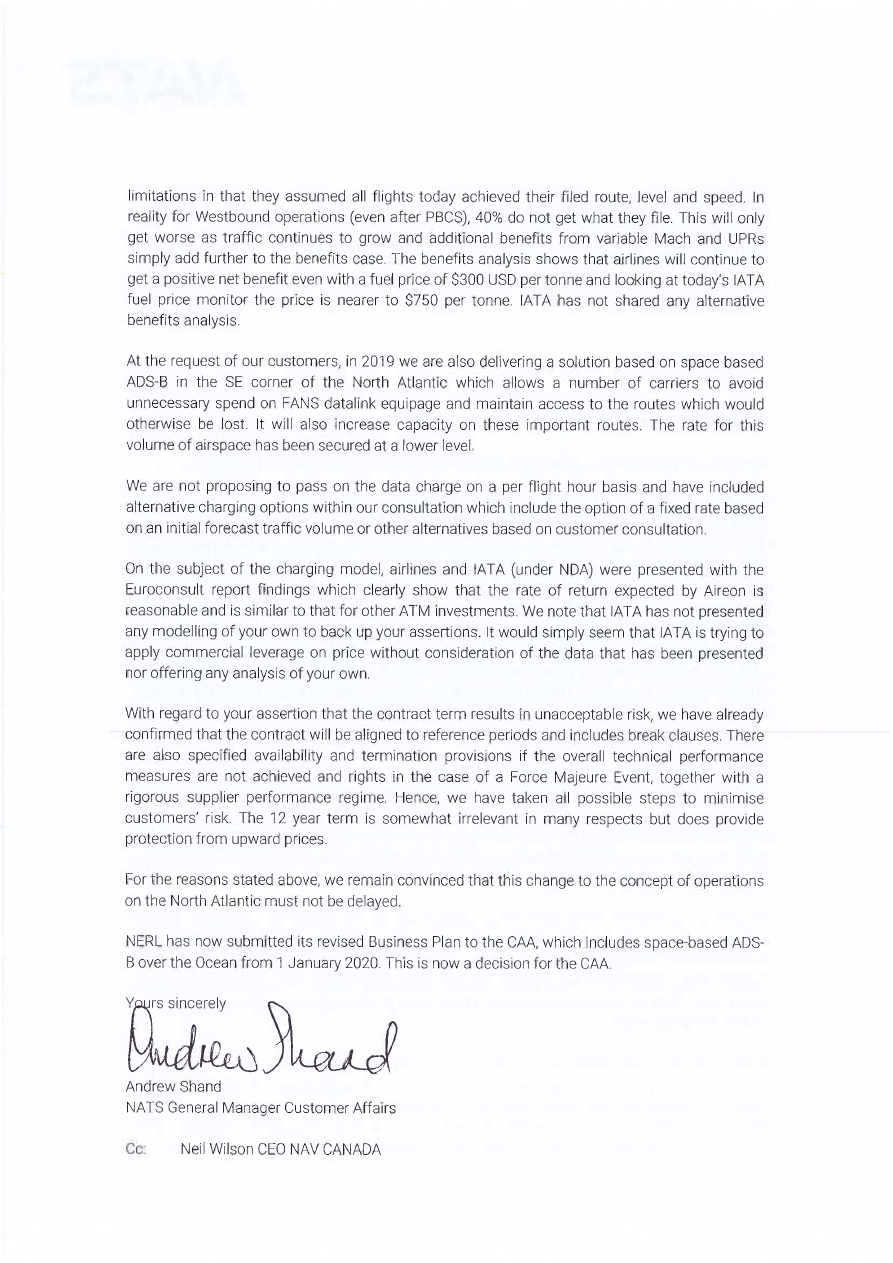 limitations in that they assumed all flights today achieved their filed route, level and speed. In
reality for Westbound operations (even after PBCS), 40% do not get what they file. This will only
get worse as traffic continues to grow and additional benefits from variable Mach and UPRs
simply add further to the benefits case. The benefits analysis shows that airlines will continue to
get a positive net benefit even with a fuel price of $300 USD per tonne and looking at today's IATA
fuel price monitor the price is nearer to $750 per tonne. IATA has not shared any alternative
benefits analysis.
At the request of our customers, in 2019 we are also delivering a solution based on space based
ADS-B in the SE corner of the North Atlantic which allows a number of carriers to avoid
unnecessary spend on FANS datalink equipage and maintain access to the routes which would
otherwise be lost. It will also increase capacity on these important routes. The rate for this
volume of airspace has been secured at a lower level.
We are not proposing to pass on the data charge on a per flight hour basis and have included
alternative charging options within our consultation which include the option of a fixed rate based
on an initial forecast traffic volume or other alternatives based on customer consultation.
On the subject of the charging model, airlines and IATA (under NDA) were presented with the
Euroconsult report findings which clearly show that the rate of return expected by Aireon is
reasonable and is similar to that for other ATM investments. We note that IATA has not presented
any modelling of your own to back up your assertions. It would simply seem that IATA is trying to
apply commercial leverage on price without consideration of the data that has been presented
nor offering any analysis of your own.
With regard to your assertion that the contract term results in unacceptable risk, we have already
confirmed that the contract will be aligned to reference periods and includes break clauses. There
are also specified availability and termination provisions if the overall technical performance
measures are not achieved and rights in the case of a Force Majeure Event, together with a
rigorous supplier performance regime. Hence, we have taken all possible steps to minimise
customers' risk. The 12 year term is somewhat irrelevant in many respects but does provide
protection from upward prices.
For the reasons stated above, we remain convinced that this change to the concept of operations
on the North Atlantic must not be delayed.
NERL has now submitted its revised Business Plan to the CAA, which includes space-based ADS-
B over the Ocean from 1 January 2020. This is now a decision for the CAA.
Yours sincerely
Andrew Shand
Andrew Shand
NATS General Manager Customer Affairs
Cc: Neil Wilson CEO NAV CANADA